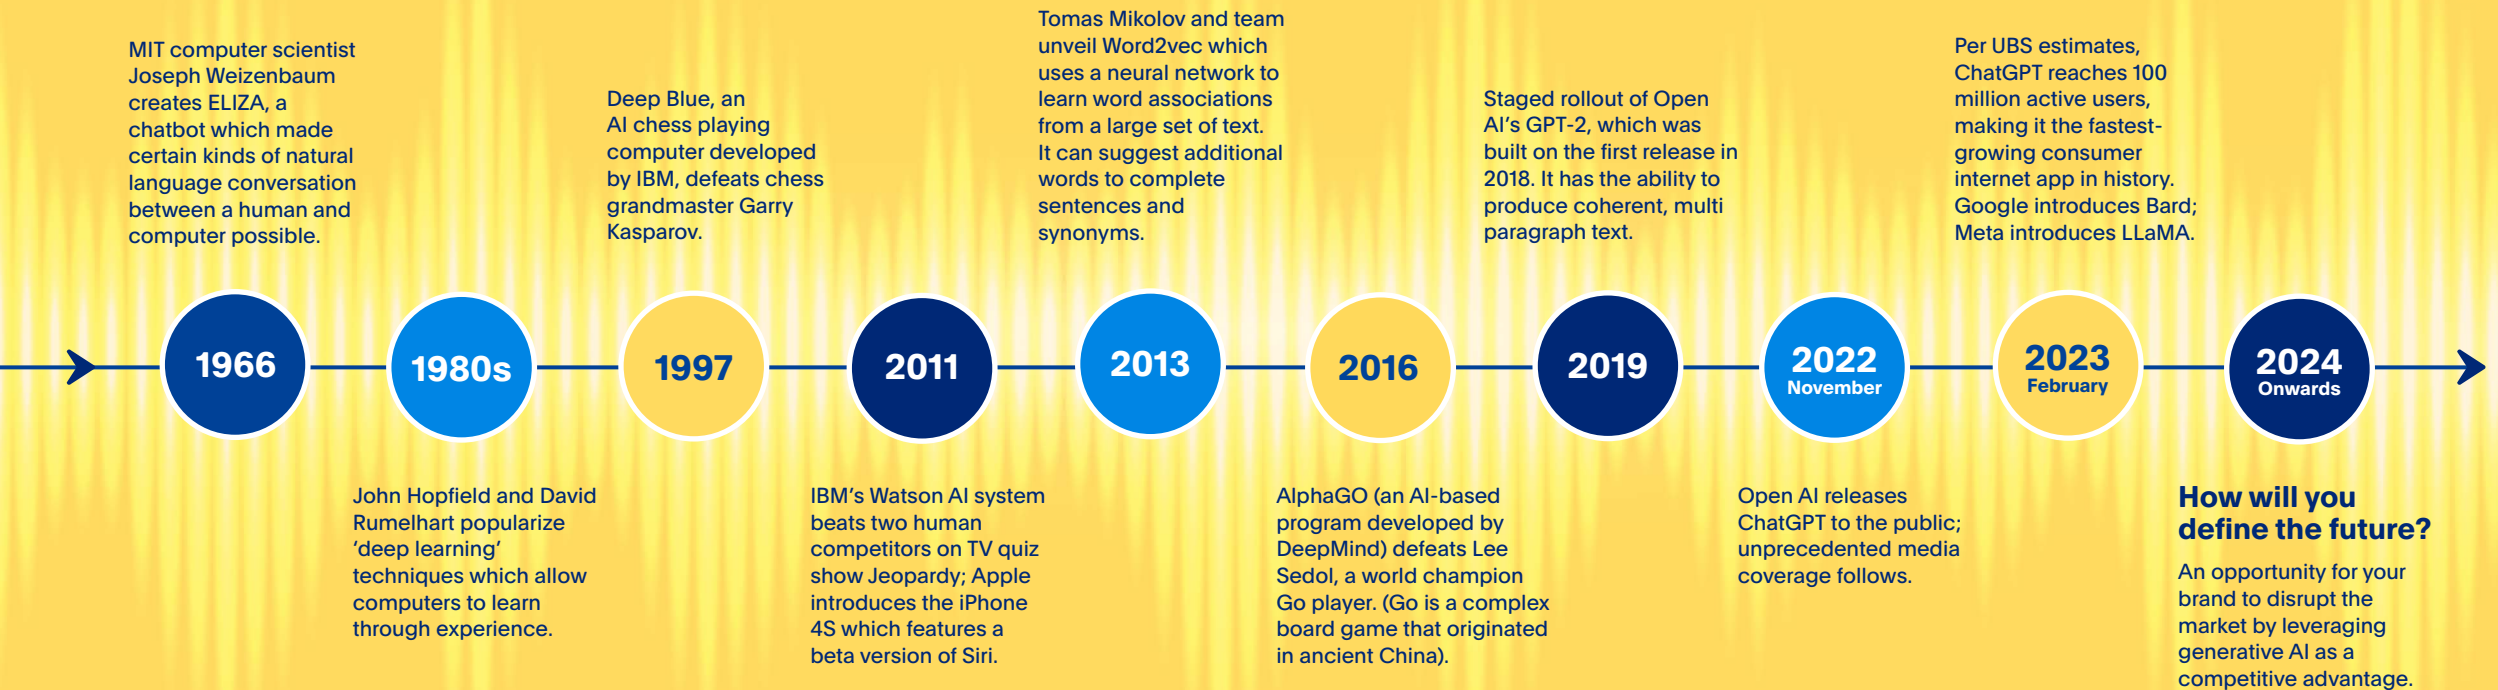 MIT computer scientist
Joseph Weizenbaum
creates ELIZA, a
chatbot which made
certain kinds of natural
language conversation
between a human and
computer possible.
1966
1980s
John Hopfield and David
Rumelhart popularize
‘deep learning’
techniques which allow
computers to learn
through experience.
Deep Blue, an
AI chess playing
computer developed
by IBM, defeats chess
grandmaster Garry
Kasparov.
1997
2011
IBM’s Watson AI system
beats two human
competitors on TV quiz
show Jeopardy; Apple
introduces the iPhone
4S which features a
beta version of Siri.
Tomas Mikolov and team
unveil Word2vec which
uses a neural network to
learn word associations
from a large set of text.
It can suggest additional
words to complete
sentences and
synonyms.
2013
2016
AlphaGO (an AI-based
program developed by
DeepMind) defeats Lee
Sedol, a world champion
Go player. (Go is a complex
board game that originated
in ancient China).
Staged rollout of Open
AI’s GPT-2, which was
built on the first release in
2018. It has the ability to
produce coherent, multi
paragraph text.
2019
2022
November
Open AI releases
ChatGPT to the public;
unprecedented media
coverage follows.
Per UBS estimates,
ChatGPT reaches 100
million active users,
making it the fastest-
growing consumer
internet app in history.
Google introduces Bard;
Meta introduces LLaMA.
2023
February
2024
Onwards
How will you
define the future?
An opportunity for your
brand to disrupt the
market by leveraging
generative AI as a
competitive advantage.